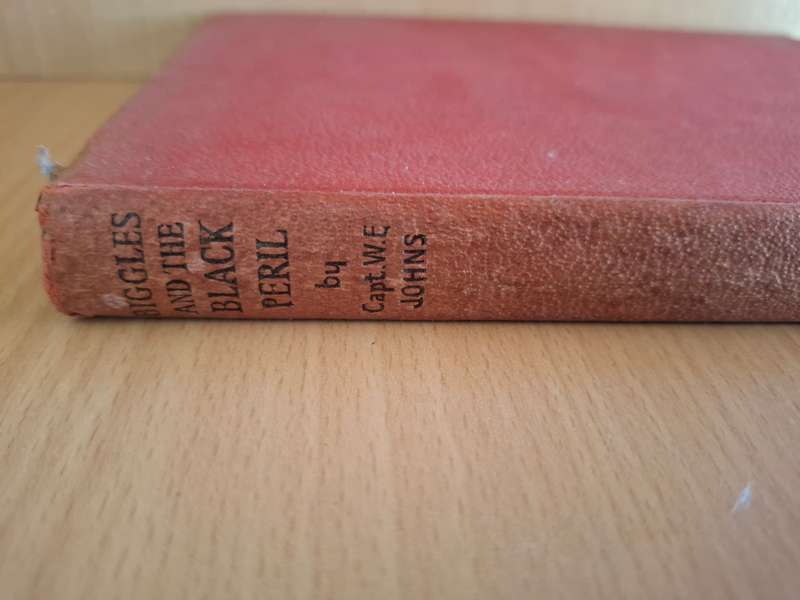 BIGGLES
AND THE
BLACK
PERIL
by
Capt. W. E
JOHNS